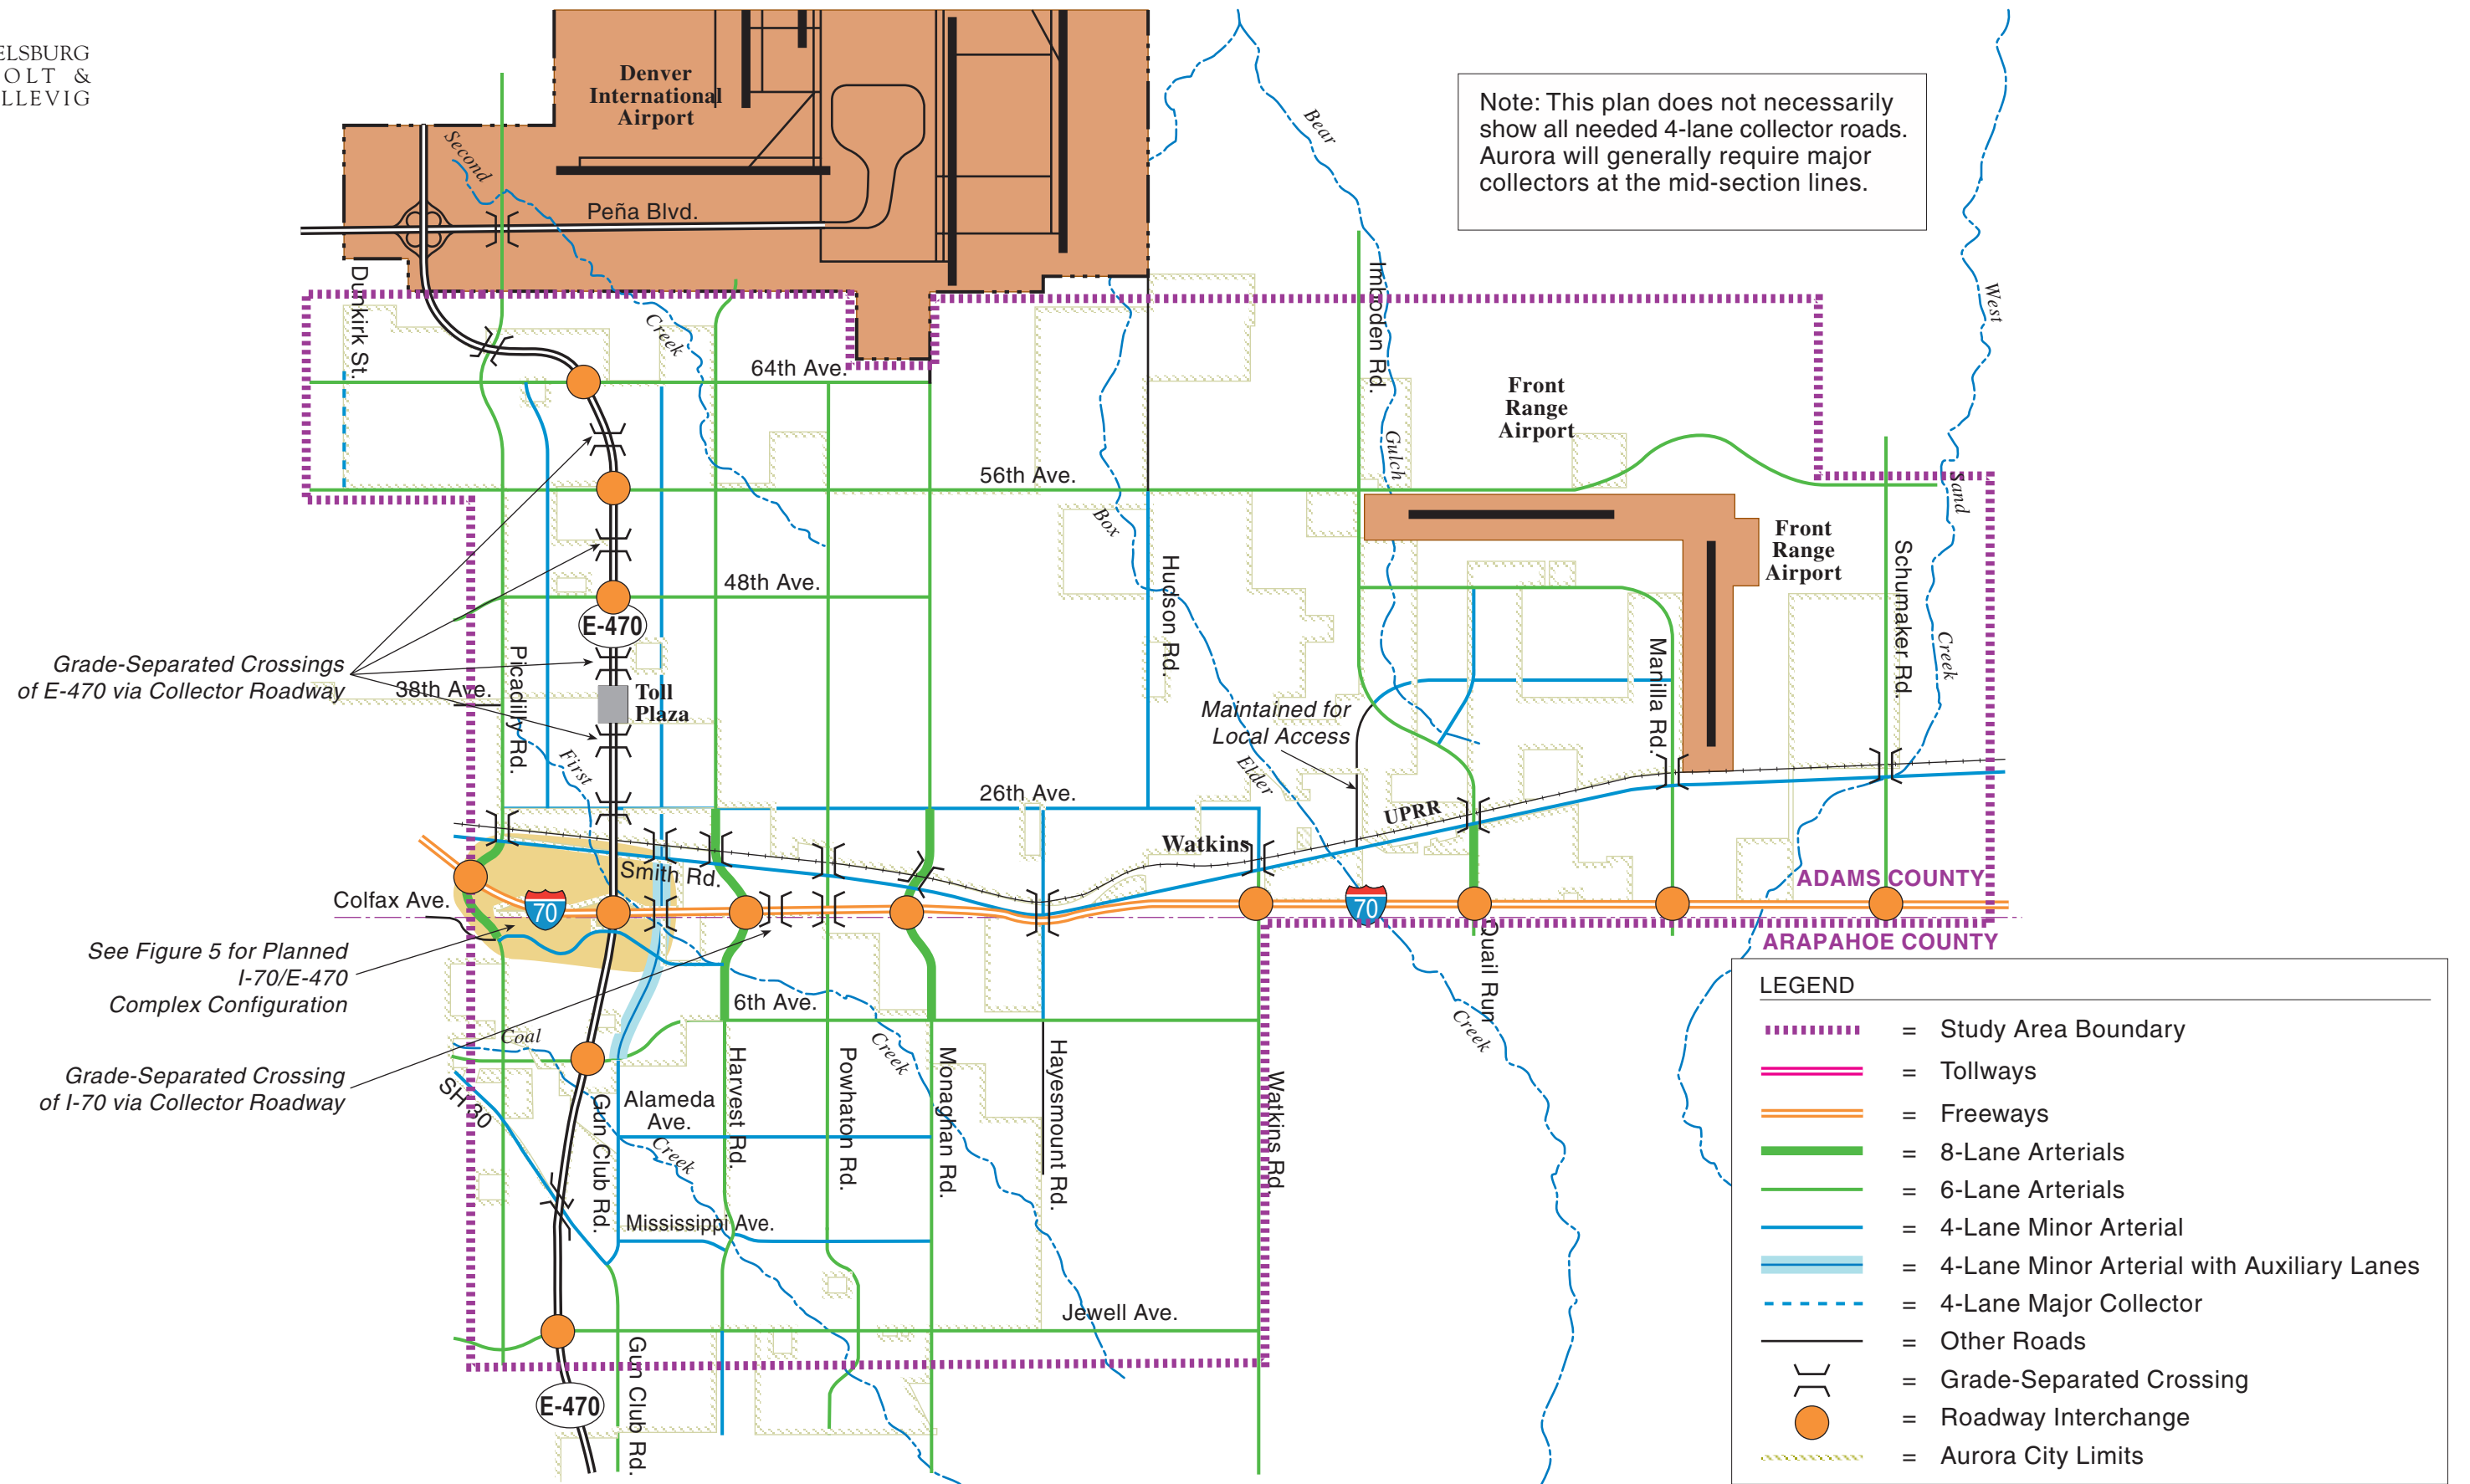 ELSBURG
OLT &
LLEVIG
Denver
International
Airport
Second
Peña Blvd.
Note: This plan does not necessarily
show all needed 4-lane collector roads.
Aurora will generally require major
collectors at the mid-section lines.
Bear
West
Dunkirk St.
Creek
Imboden Rd.
64th Ave.
Front
Range
Airport
Gulch
56th Ave.
Sand
Box
Front
Range
Airport
Hudson Rd.
Schumaker Rd.
48th Ave.
E-470
Creek
Manilla Rd.
Picadilly Rd.
Grade-Separated Crossings
of E-470 via Collector Roadway
38th Ave.
Toll
Plaza
Maintained for
Local Access
First
Elder
26th Ave.
UPRR
Watkins
Smith Rd.
ADAMS COUNTY
Colfax Ave.
70
70
ARAPAHOE COUNTY
See Figure 5 for Planned
I-70/E-470
Complex Configuration
Quail Run
6th Ave.
Coal
Creek
Creek
Grade-Separated Crossing
of I-70 via Collector Roadway
SH 30
Gun Club Rd.
Alameda
Ave.
Harvest Rd.
Powhaton Rd.
Monaghan Rd.
Hayesmount Rd.
Watkins Rd.
Creek
Mississippi Ave.
Jewell Ave.
E-470
Gun Club Rd.
LEGEND
= Study Area Boundary
= Tollways
= Freeways
= 8-Lane Arterials
= 6-Lane Arterials
= 4-Lane Minor Arterial
= 4-Lane Minor Arterial with Auxiliary Lanes
= 4-Lane Major Collector
= Other Roads
= Grade-Separated Crossing
= Roadway Interchange
= Aurora City Limits